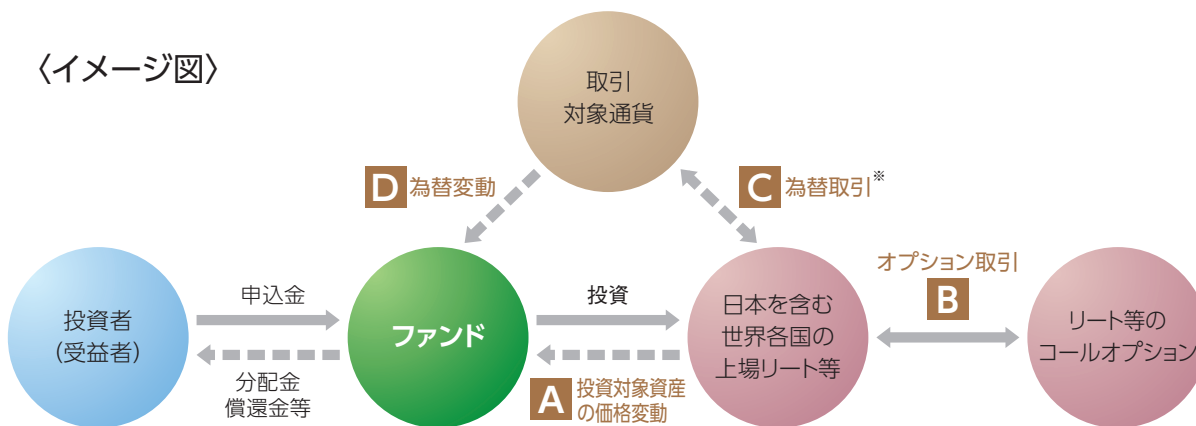 〈イメージ図〉
取引
対象通貨
D 為替変動
C 為替取引※
投資者
(受益者)
申込金
分配金
償還金等
ファンド
投資
A 投資対象資産
の価格変動
日本を含む
世界各国の
上場リート等
オプション取引
B
リート等の
コールオプション